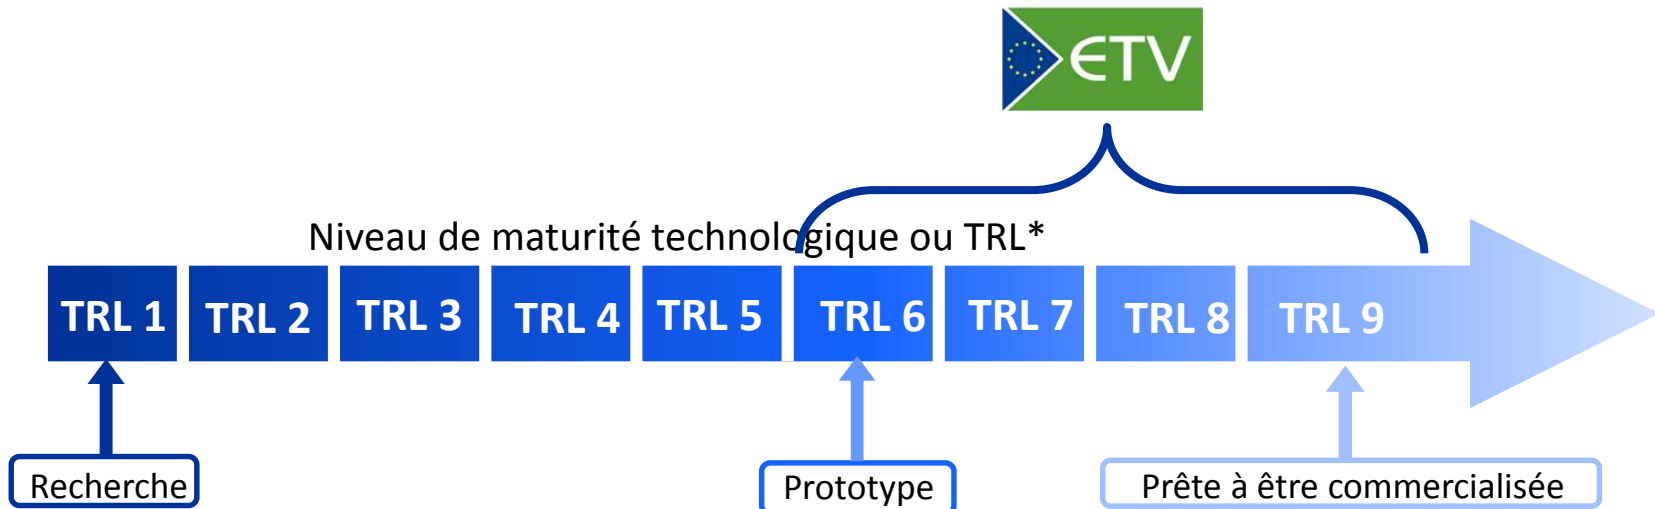 ETV
Niveau de maturité technologique ou TRL*
TRL 1 TRL 2 TRL 3 TRL 4 TRL 5 TRL 6 TRL 7 TRL 8 TRL 9
Recherche Prototype Prête à être commercialisée